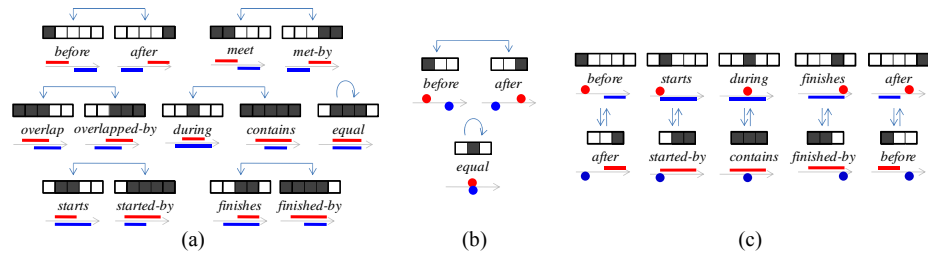 before after meet met-by
overlap overlapped-by during contains equal
starts started-by finishes finished-by
(a)
before after
equal
(b)
before starts during finishes after
after started-by contains finished-by before
(c)